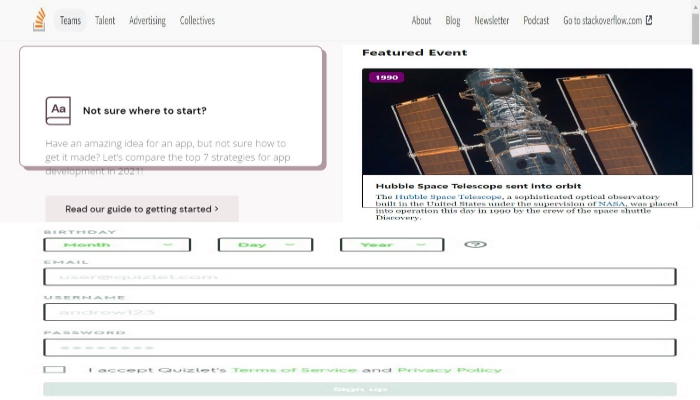 Teams Talent Advertising Collectives About Blog Newsletter Podcast Go to stackoverflow.com
Aa
Not sure where to start?
Have an amazing idea for an app, but not sure how to
get it made? Let's compare the top 7 strategies for app
development in 2021!
Read our guide to getting started >
Featured Event
1990
Hubble Space Telescope sent into orbit
The Hubble Space Telescope, a sophisticated optical observatory
built in the United States under the supervision of NASA, was placed
into operation this day in 1990 by the crew of the space shuttle
Discovery.
BIRTHDAY
Month Day Year ?
EMAIL
user@quizlet.com
USERNAME
andrew123
PASSWORD
I accept Quizlet's Terms of Service and Privacy Policy
Sign up